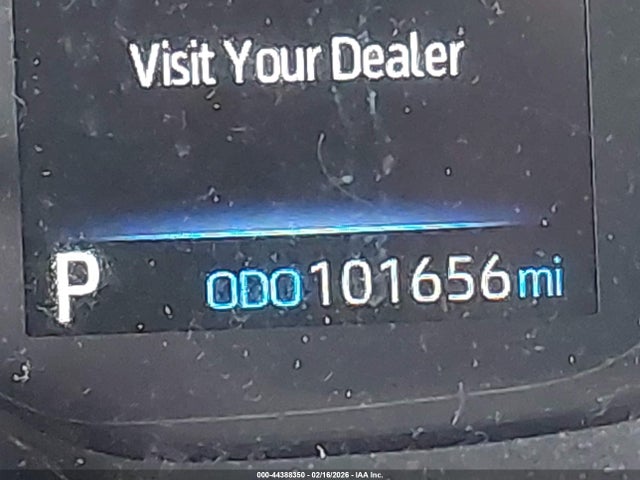 Visit Your Dealer
P ODO 101656 mi
000-44388350 - 02/16/2026 - IAA Inc.